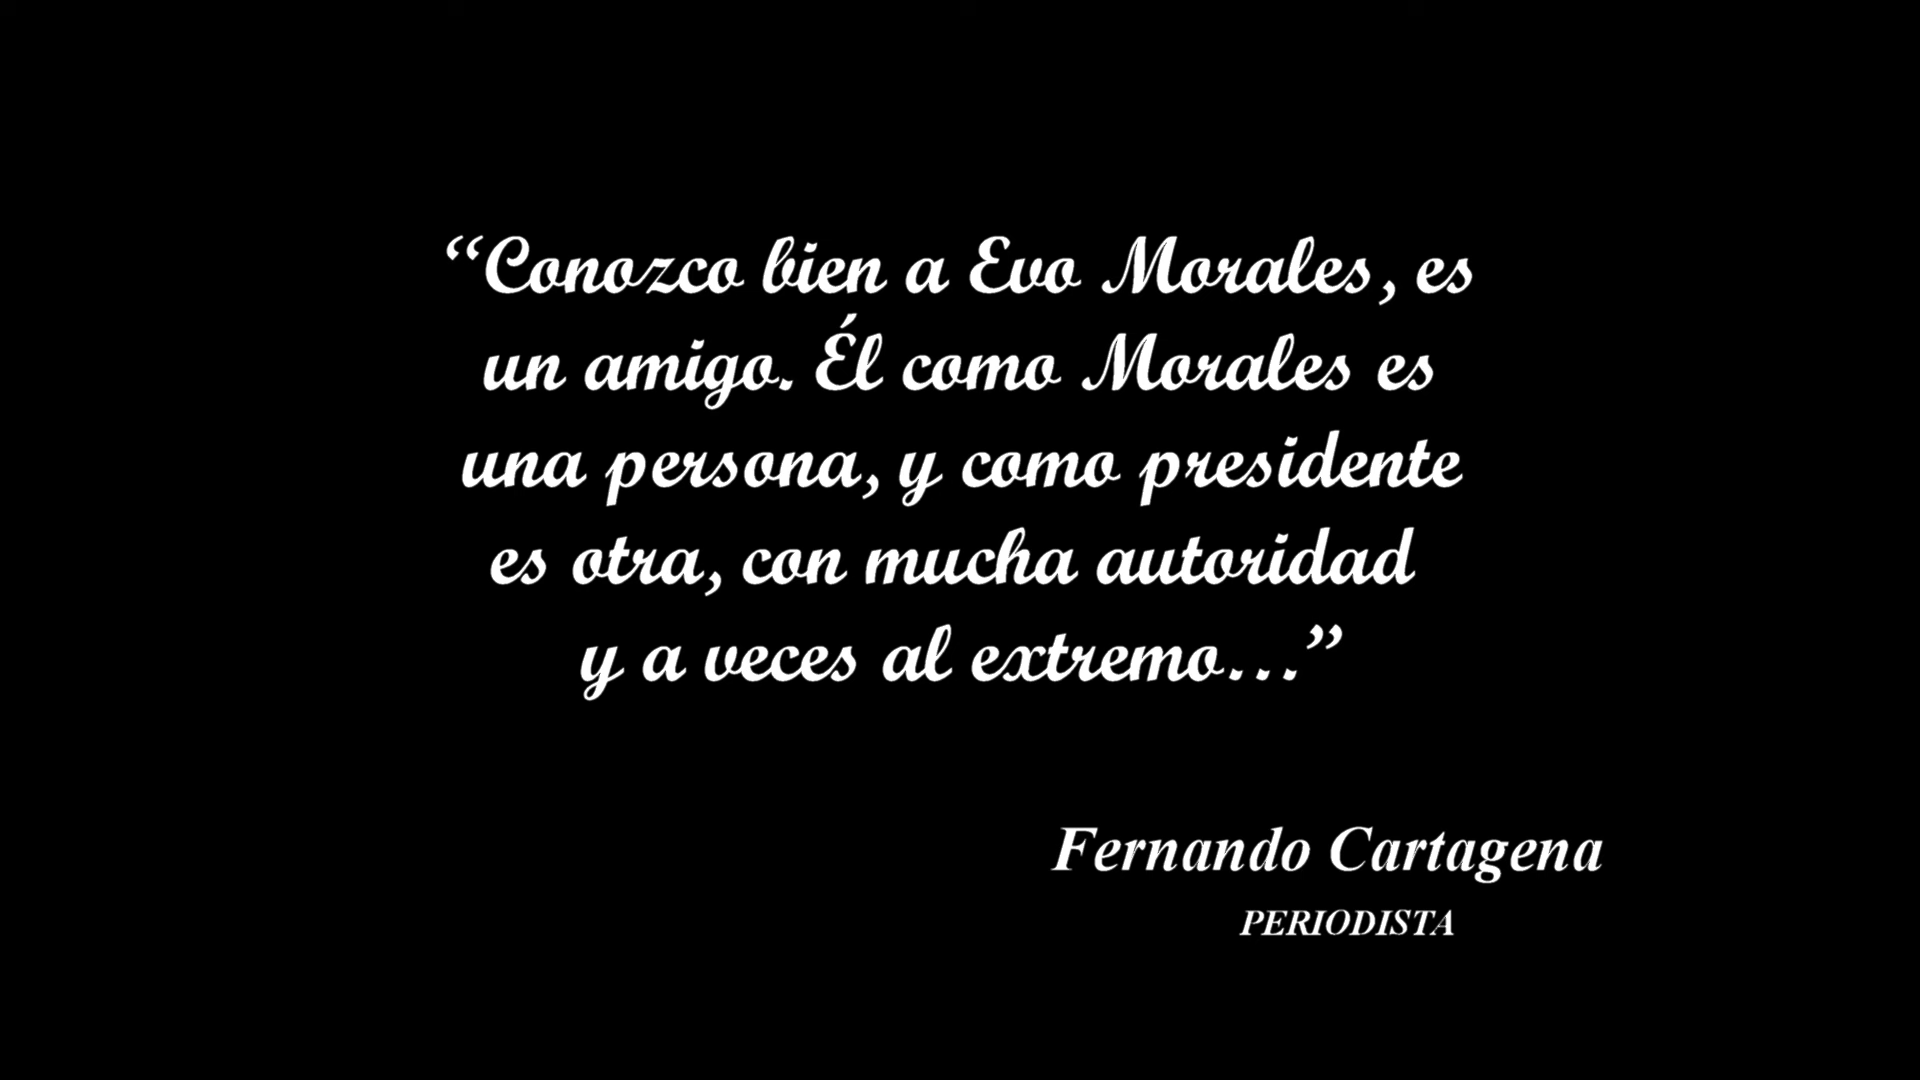 “Conozco bien a Evo Morales, es
un amigo. Él como Morales es
una persona, y como presidente
es otra, con mucha autoridad
y a veces al extremo...”
Fernando Cartagena
PERIODISTA